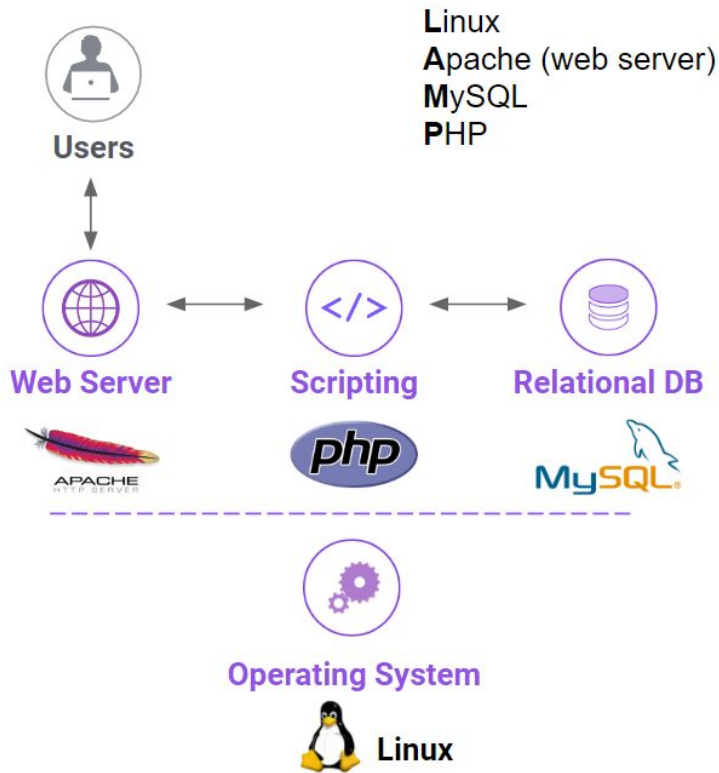 Linux
Apache (web server)
MySQL
PHP
Users
</>
Web Server
Scripting
Relational DB
APACHE
HTTP SERVER
php
MySQL®
Operating System
Linux